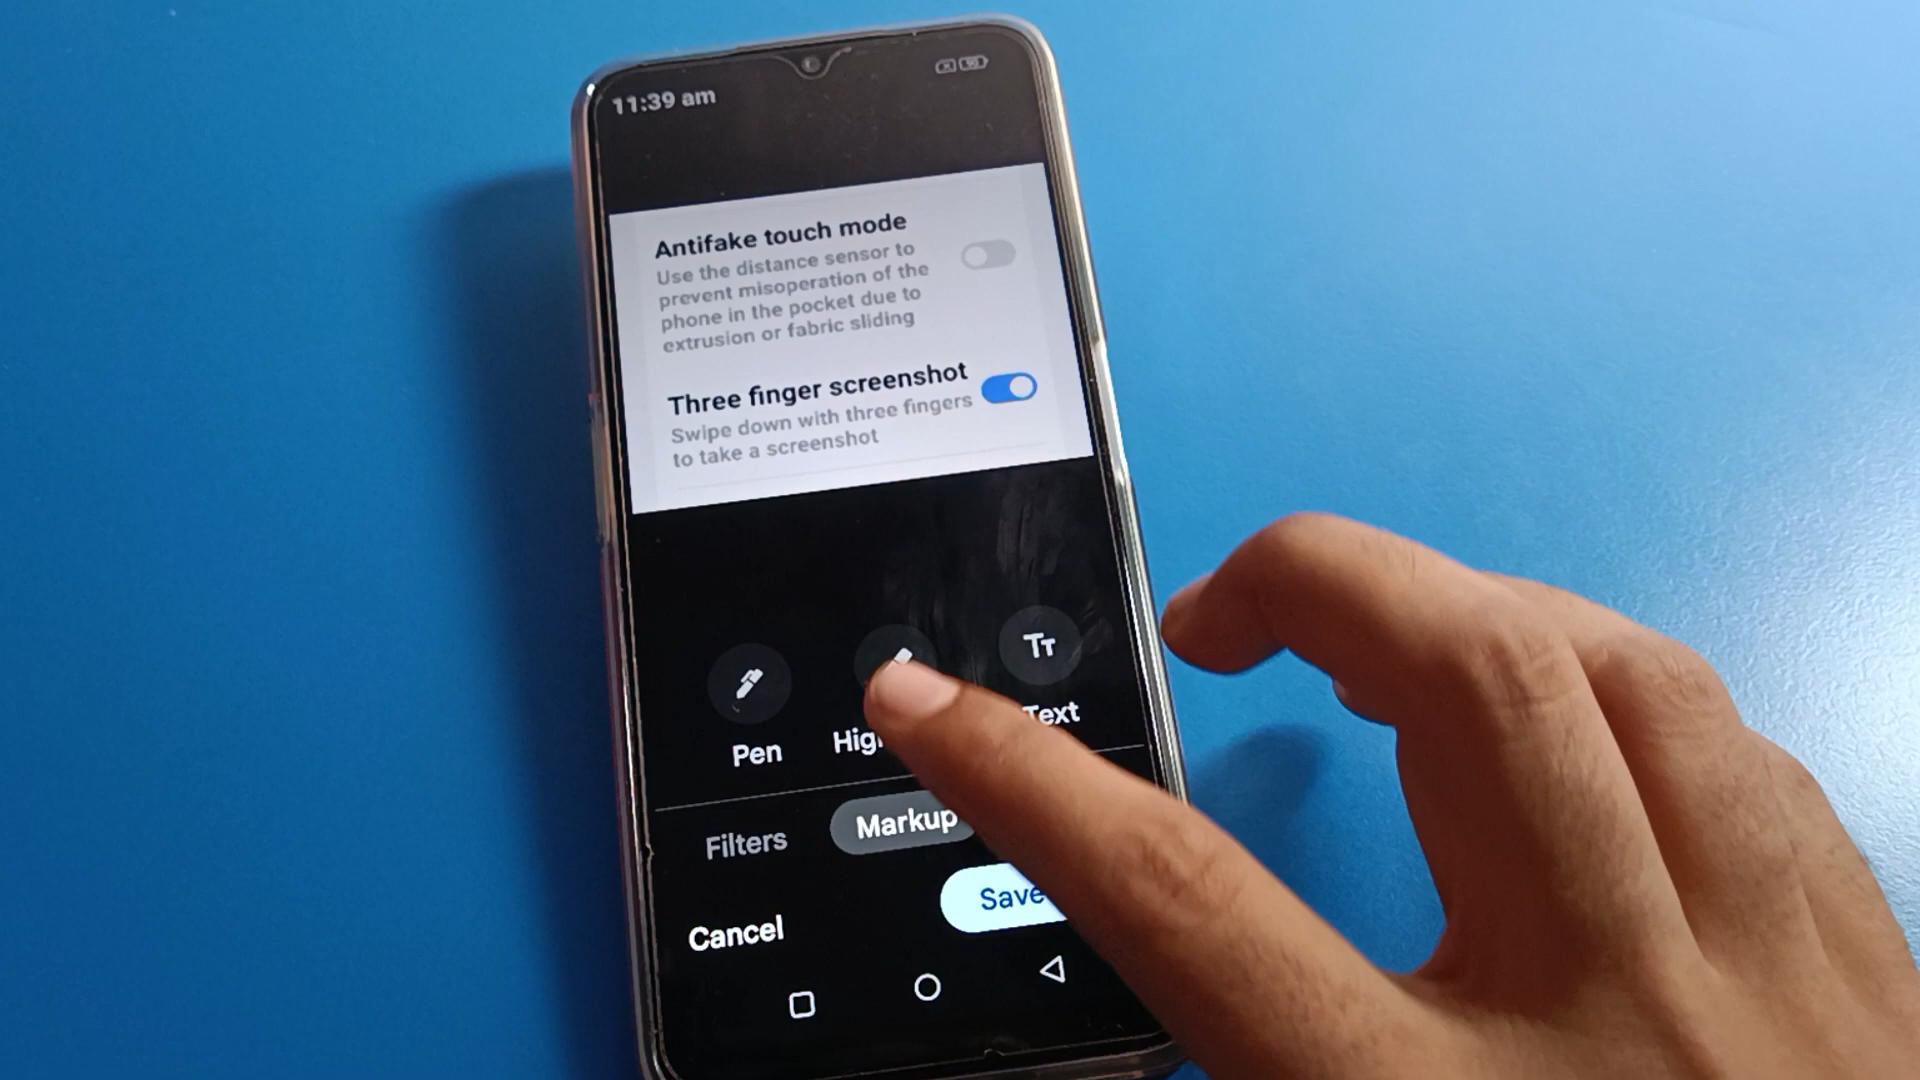 11:39 am
Antifake touch mode
Use the distance sensor to
prevent misoperation of the
phone in the pocket due to
extrusion or fabric sliding
Three finger screenshot
Swipe down with three fingers
to take a screenshot
Tт
Pen
Text
Filters
Markup
Save
Cancel